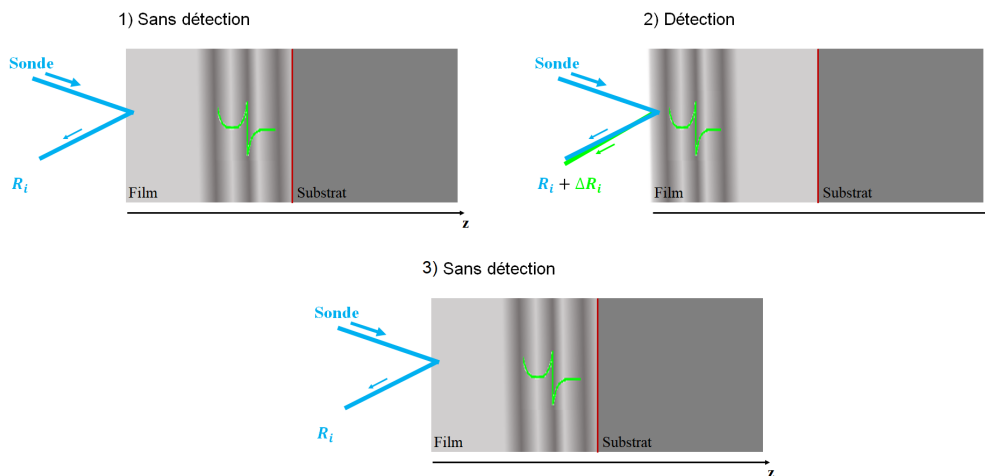 1) Sans détection
Sonde
R_i
Film
Substrat
z
2) Détection
Sonde
R_i + ΔR_i
Film
Substrat
3) Sans détection
Sonde
R_i
Film
Substrat
z